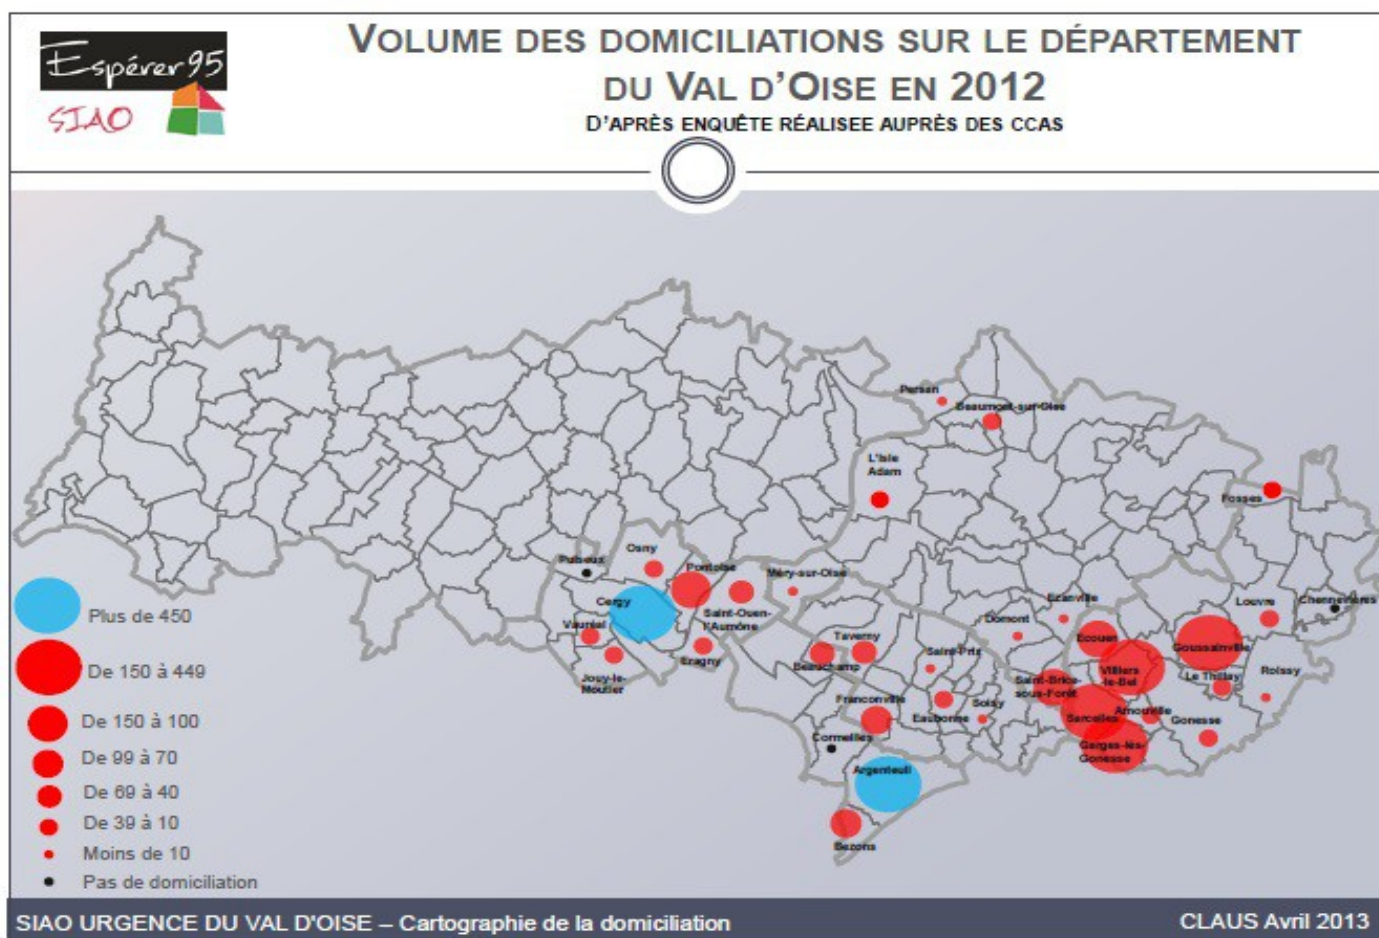 Espérer95
SIAO
VOLUME DES DOMICILIATIONS SUR LE DÉPARTEMENT
DU VAL D'OISE EN 2012
D'APRÈS ENQUÊTE RÉALISEE AUPRÈS DES CCAS
Persan
Beaumont-sur-Oise
L'Isle
Adam
Fosses
Osny
Puiseux
Pontoise
Méry-sur-Oise
Cergy
Saint-Ouen-
l'Aumône
Vauréal
Eragny
Jouy-le-
Moutier
Ezanville
Domont
Louvre
Chennevières
Taverny
Beauchamp
Saint-Prix
Ecouen
Goussainville
Villiers
-le-Bel
Le Thillay
Roissy
Saint-Brice-
sous-Forêt
Franconville
Eaubonne
Soisy
Sarcelles
Arnouville
Gonesse
Cormeilles
Garges-lès-
Gonesse
Argenteuil
Bezons
Plus de 450
De 150 à 449
De 150 à 100
De 99 à 70
De 69 à 40
De 39 à 10
Moins de 10
Pas de domiciliation
SIAO URGENCE DU VAL D'OISE – Cartographie de la domiciliation
CLAUS Avril 2013